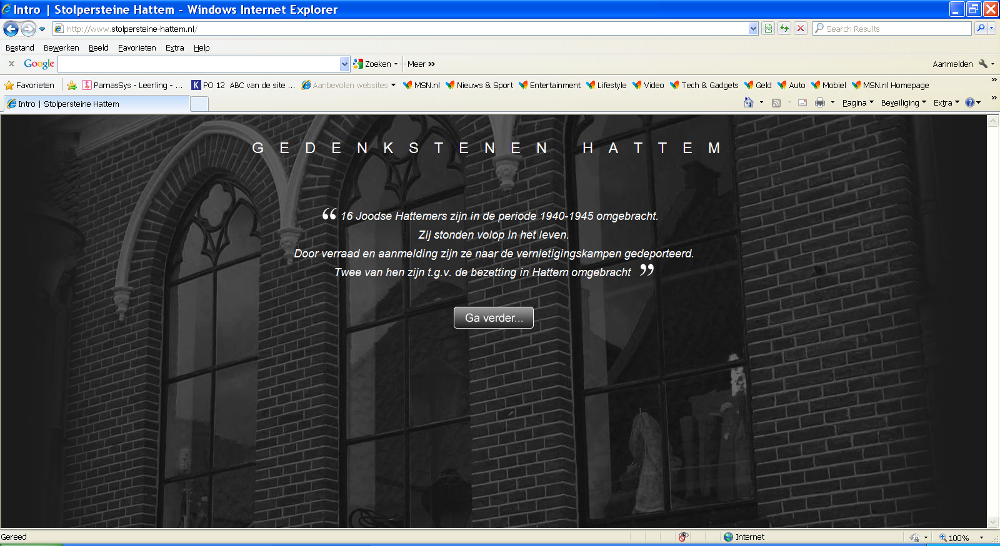 Intro | Stolpersteine Hattem - Windows Internet Explorer
http://www.stolpersteine-hattem.nl/
Search Results
Bestand Bewerken Beeld Favorieten Extra Help
x Google Zoeken Meer »
Aanmelden
Favorieten ParnasSys - Leerling - ... K PO 12 ABC van de site ... Aanbevolen websites MSN.nl Nieuws & Sport Entertainment Lifestyle Video Tech & Gadgets Geld Auto Mobiel MSN.nl Homepage »
Intro | Stolpersteine Hattem
Pagina Beveiliging Extra »
GEDENKSTENEN HATTEM
“ 16 Joodse Hattemers zijn in de periode 1940-1945 omgebracht.
Zij stonden volop in het leven.
Door verraad en aanmelding zijn ze naar de vernietigingskampen gedeporteerd.
Twee van hen zijn t.g.v. de bezetting in Hattem omgebracht ”
Ga verder...
Gereed
Internet
100%